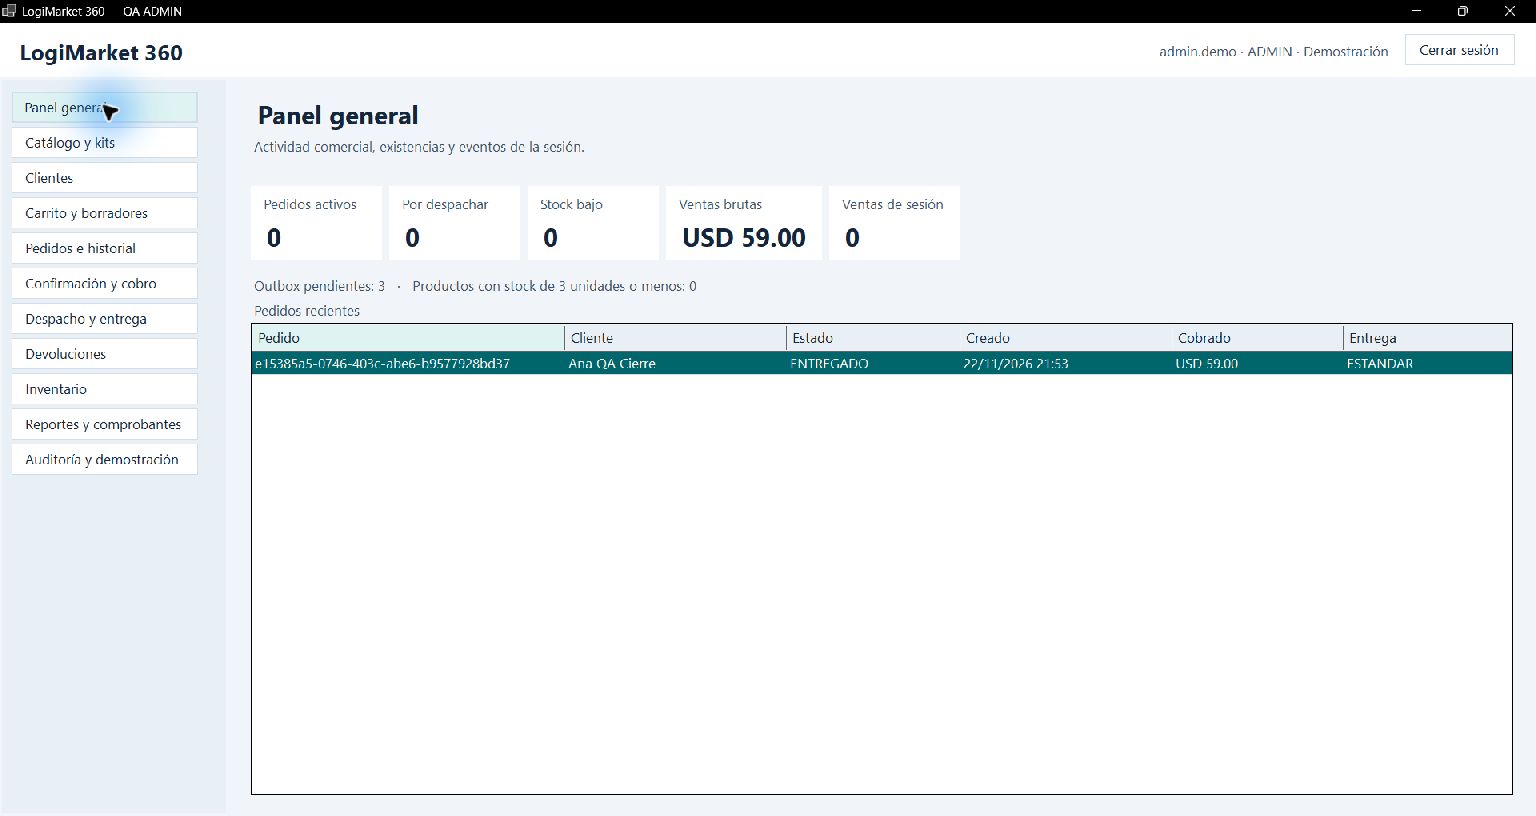 LogiMarket 360 QA ADMIN
LogiMarket 360
admin.demo · ADMIN · Demostración
Cerrar sesión
Panel general
Catálogo y kits
Clientes
Carrito y borradores
Pedidos e historial
Confirmación y cobro
Despacho y entrega
Devoluciones
Inventario
Reportes y comprobantes
Auditoría y demostración
Panel general
Actividad comercial, existencias y eventos de la sesión.
Pedidos activos
0
Por despachar
0
Stock bajo
0
Ventas brutas
USD 59.00
Ventas de sesión
0
Outbox pendientes: 3 · Productos con stock de 3 unidades o menos: 0
Pedidos recientes
Pedido Cliente Estado Creado Cobrado Entrega
e15385a5-0746-403c-abe6-b9577928bd37 Ana QA Cierre ENTREGADO 22/11/2026 21:53 USD 59.00 ESTANDAR